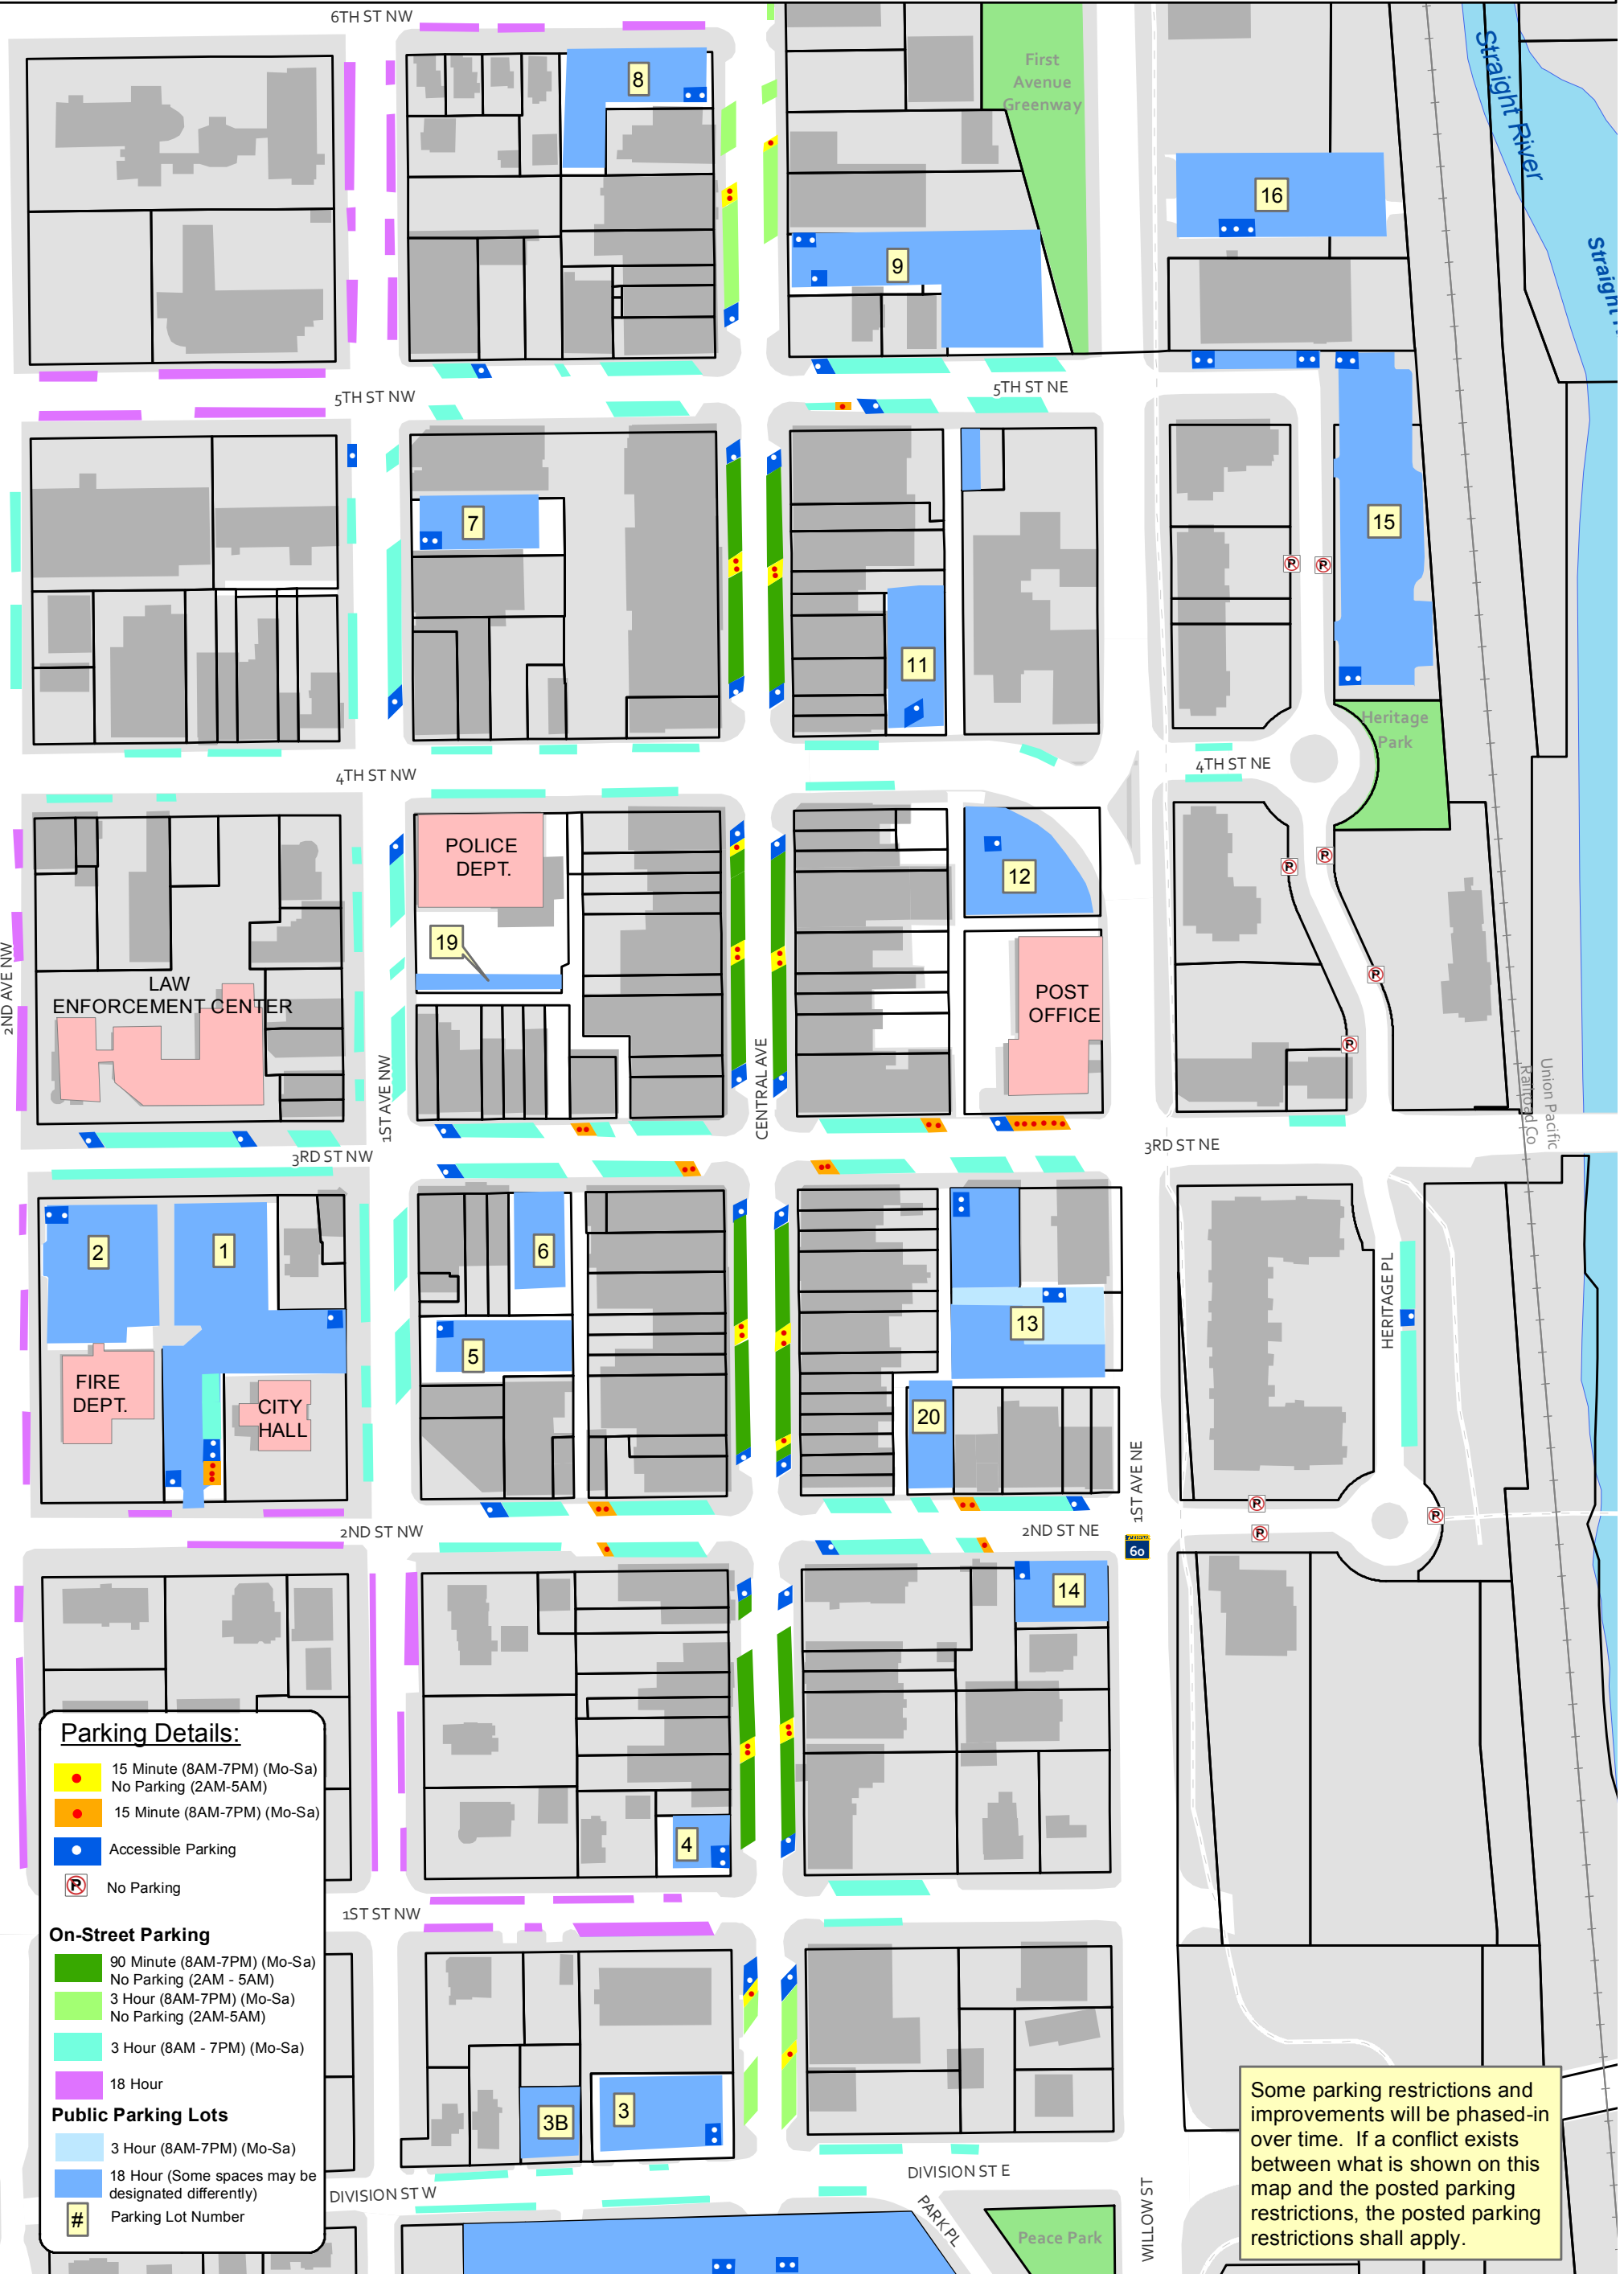 6TH ST NW
8
First
Avenue
Greenway
Straight River
16
9
Straight
5TH ST NW
5TH ST NE
7
15
11
Heritage
Park
4TH ST NW
4TH ST NE
POLICE
DEPT.
12
19
2ND AVE NW
LAW
ENFORCEMENT CENTER
POST
OFFICE
1ST AVE NW
CENTRAL AVE
Union Pacific
Railroad Co
3RD ST NW
3RD ST NE
2
1
6
13
5
HERITAGE PL
FIRE
DEPT.
CITY
HALL
20
1ST AVE NE
2ND ST NW
2ND ST NE
60
14
4
1ST ST NW
3B
3
DIVISION ST W
DIVISION ST E
PARK PL
Peace Park
WILLOW ST
Parking Details:
15 Minute (8AM-7PM) (Mo-Sa)
No Parking (2AM-5AM)
15 Minute (8AM-7PM) (Mo-Sa)
Accessible Parking
P No Parking
On-Street Parking
90 Minute (8AM-7PM) (Mo-Sa)
No Parking (2AM - 5AM)
3 Hour (8AM-7PM) (Mo-Sa)
No Parking (2AM-5AM)
3 Hour (8AM - 7PM) (Mo-Sa)
18 Hour
Public Parking Lots
3 Hour (8AM-7PM) (Mo-Sa)
18 Hour (Some spaces may be
designated differently)
# Parking Lot Number
Some parking restrictions and
improvements will be phased-in
over time. If a conflict exists
between what is shown on this
map and the posted parking
restrictions, the posted parking
restrictions shall apply.